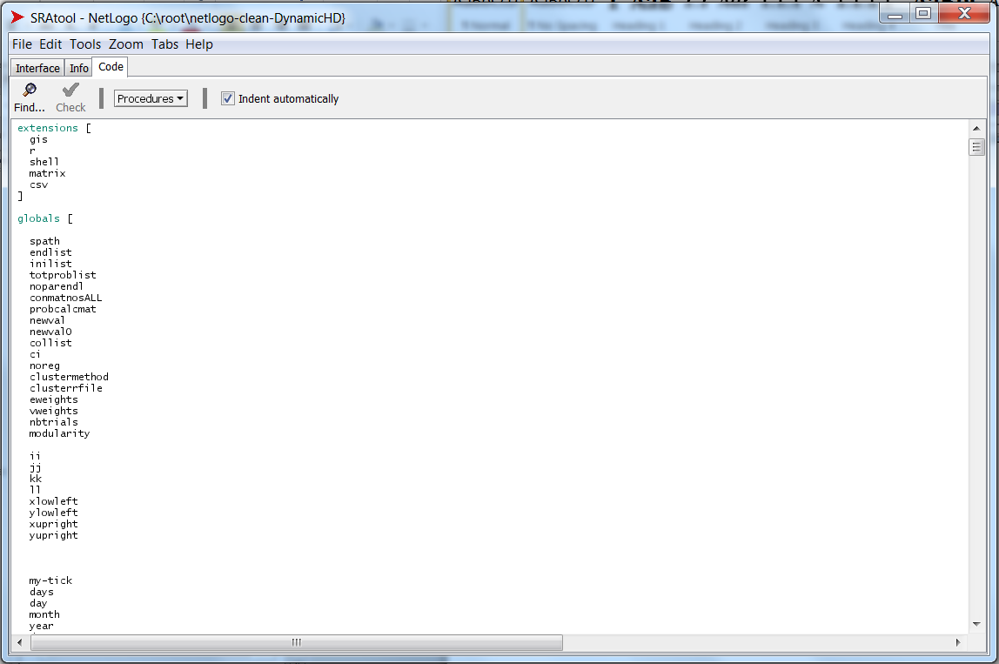 SRAtool - NetLogo {C:\root\netlogo-clean-DynamicHD}
File Edit Tools Zoom Tabs Help
Interface Info Code
Find... Check Procedures Indent automatically
extensions [
gis
r
shell
matrix
csv
]
globals [
spath
endlist
inilist
totproblist
noparendl
conmatnosALL
probcalcmat
newval
newval0
collist
ci
noreg
clustermethod
clusterrfile
eweights
vweights
nbtrials
modularity
ii
jj
kk
ll
xlowleft
ylowleft
xupright
yupright
my-tick
days
day
month
year